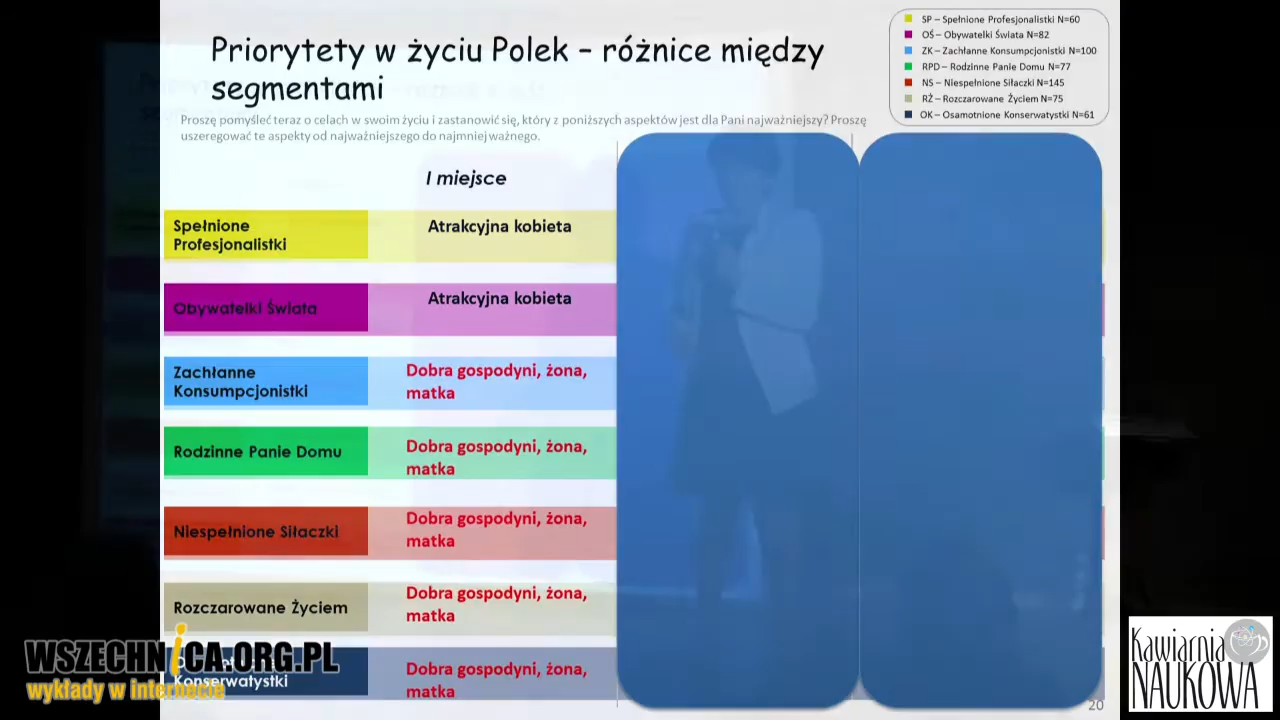 Priorytety w życiu Polek – różnice między
segmentami
Proszę pomyśleć teraz o celach w swoim życiu i zastanowić się, który z poniższych aspektów jest dla Pani najważniejszy? Proszę
uszeregować te aspekty od najważniejszego do najmniej ważnego.
SP – Spełnione Profesjonalistki N=60
OŚ – Obywatelki Świata N=82
ZK – Zachłanne Konsumpcjonistki N=100
RPD – Rodzinne Panie Domu N=77
NS – Niespełnione Siłaczki N=145
RŻ – Rozczarowane Życiem N=75
OK – Osamotnione Konserwatystki N=61
I miejsce
Spełnione
Profesjonalistki
Atrakcyjna kobieta
Obywatelki Świata
Atrakcyjna kobieta
Zachłanne
Konsumpcjonistki
Dobra gospodyni, żona,
matka
Rodzinne Panie Domu
Dobra gospodyni, żona,
matka
Niespełnione Siłaczki
Dobra gospodyni, żona,
matka
Rozczarowane Życiem
Dobra gospodyni, żona,
matka
Konserwatystki
Dobra gospodyni, żona,
matka
20
WSZECHNICA.ORG.PL
wykłady w internecie
Kawiarnia
NAUKOWA